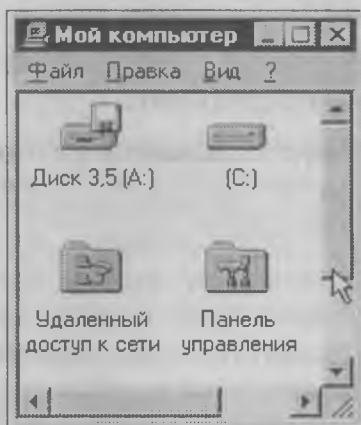 Мой компьютер
Файл Правка Вид ?
Диск 3,5 (A:) (C:)
Удаленный доступ к сети Панель управления